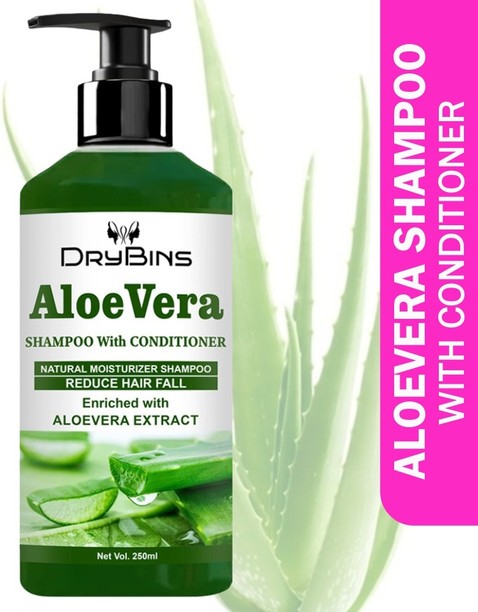 DRYBINS
AloeVera
SHAMPOO With CONDITIONER
NATURAL MOISTURIZER SHAMPOO
REDUCE HAIR FALL
Enriched with
ALOEVERA EXTRACT
Net Vol. 250ml
ALOEVERA SHAMPOO
WITH CONDITIONER